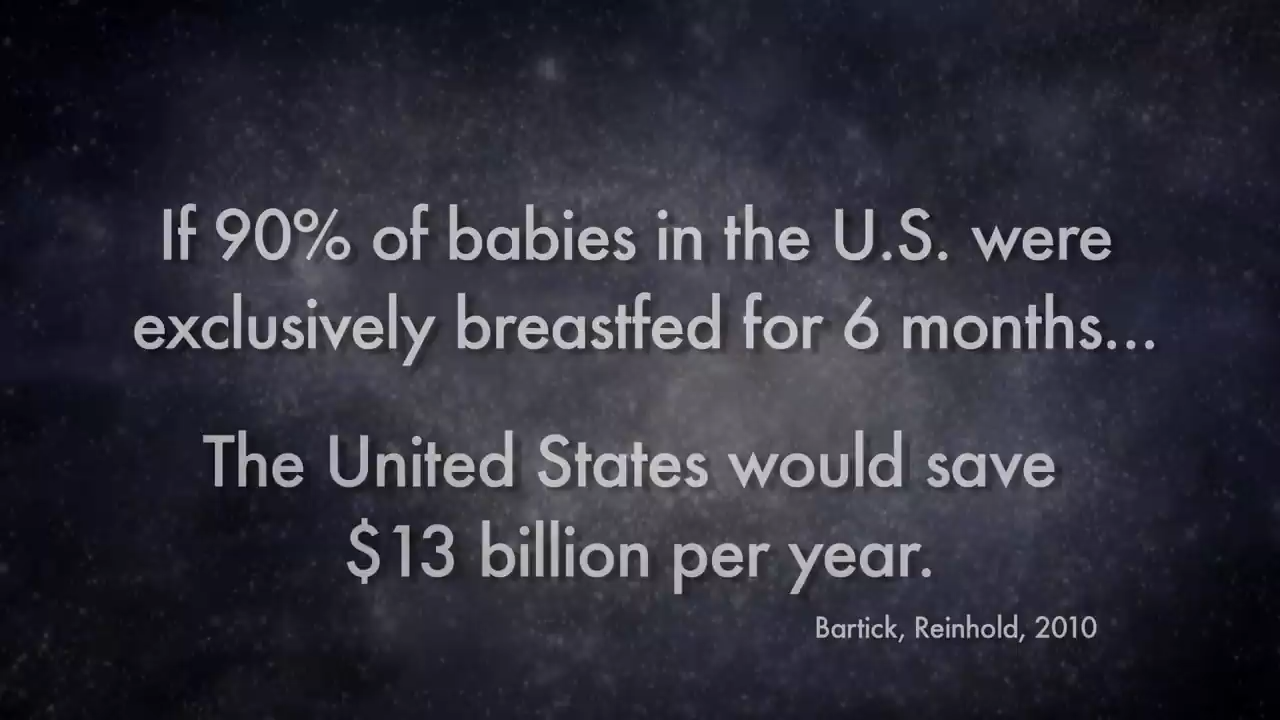 If 90% of babies in the U.S. were
exclusively breastfed for 6 months...
The United States would save
$13 billion per year.
Bartick, Reinhold, 2010